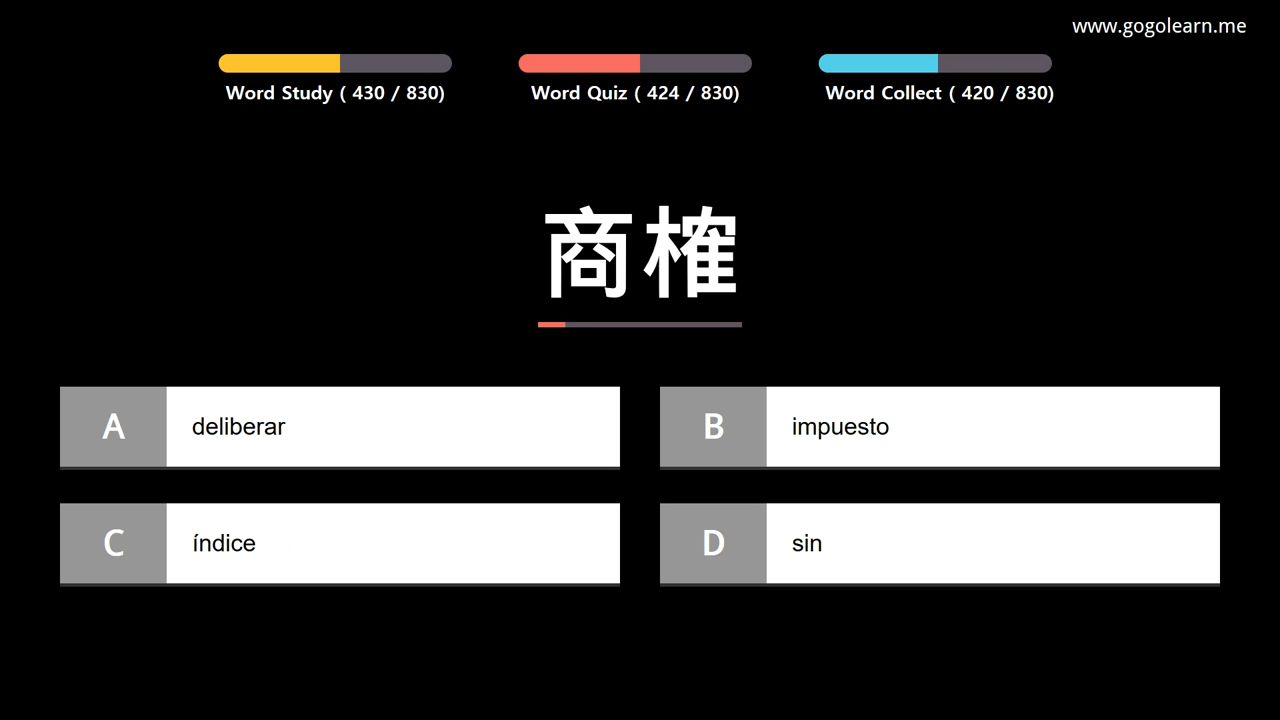 www.gogolearn.me
Word Study ( 430 / 830)
Word Quiz ( 424 / 830)
Word Collect ( 420 / 830)
商榷
A deliberar
B impuesto
C índice
D sin